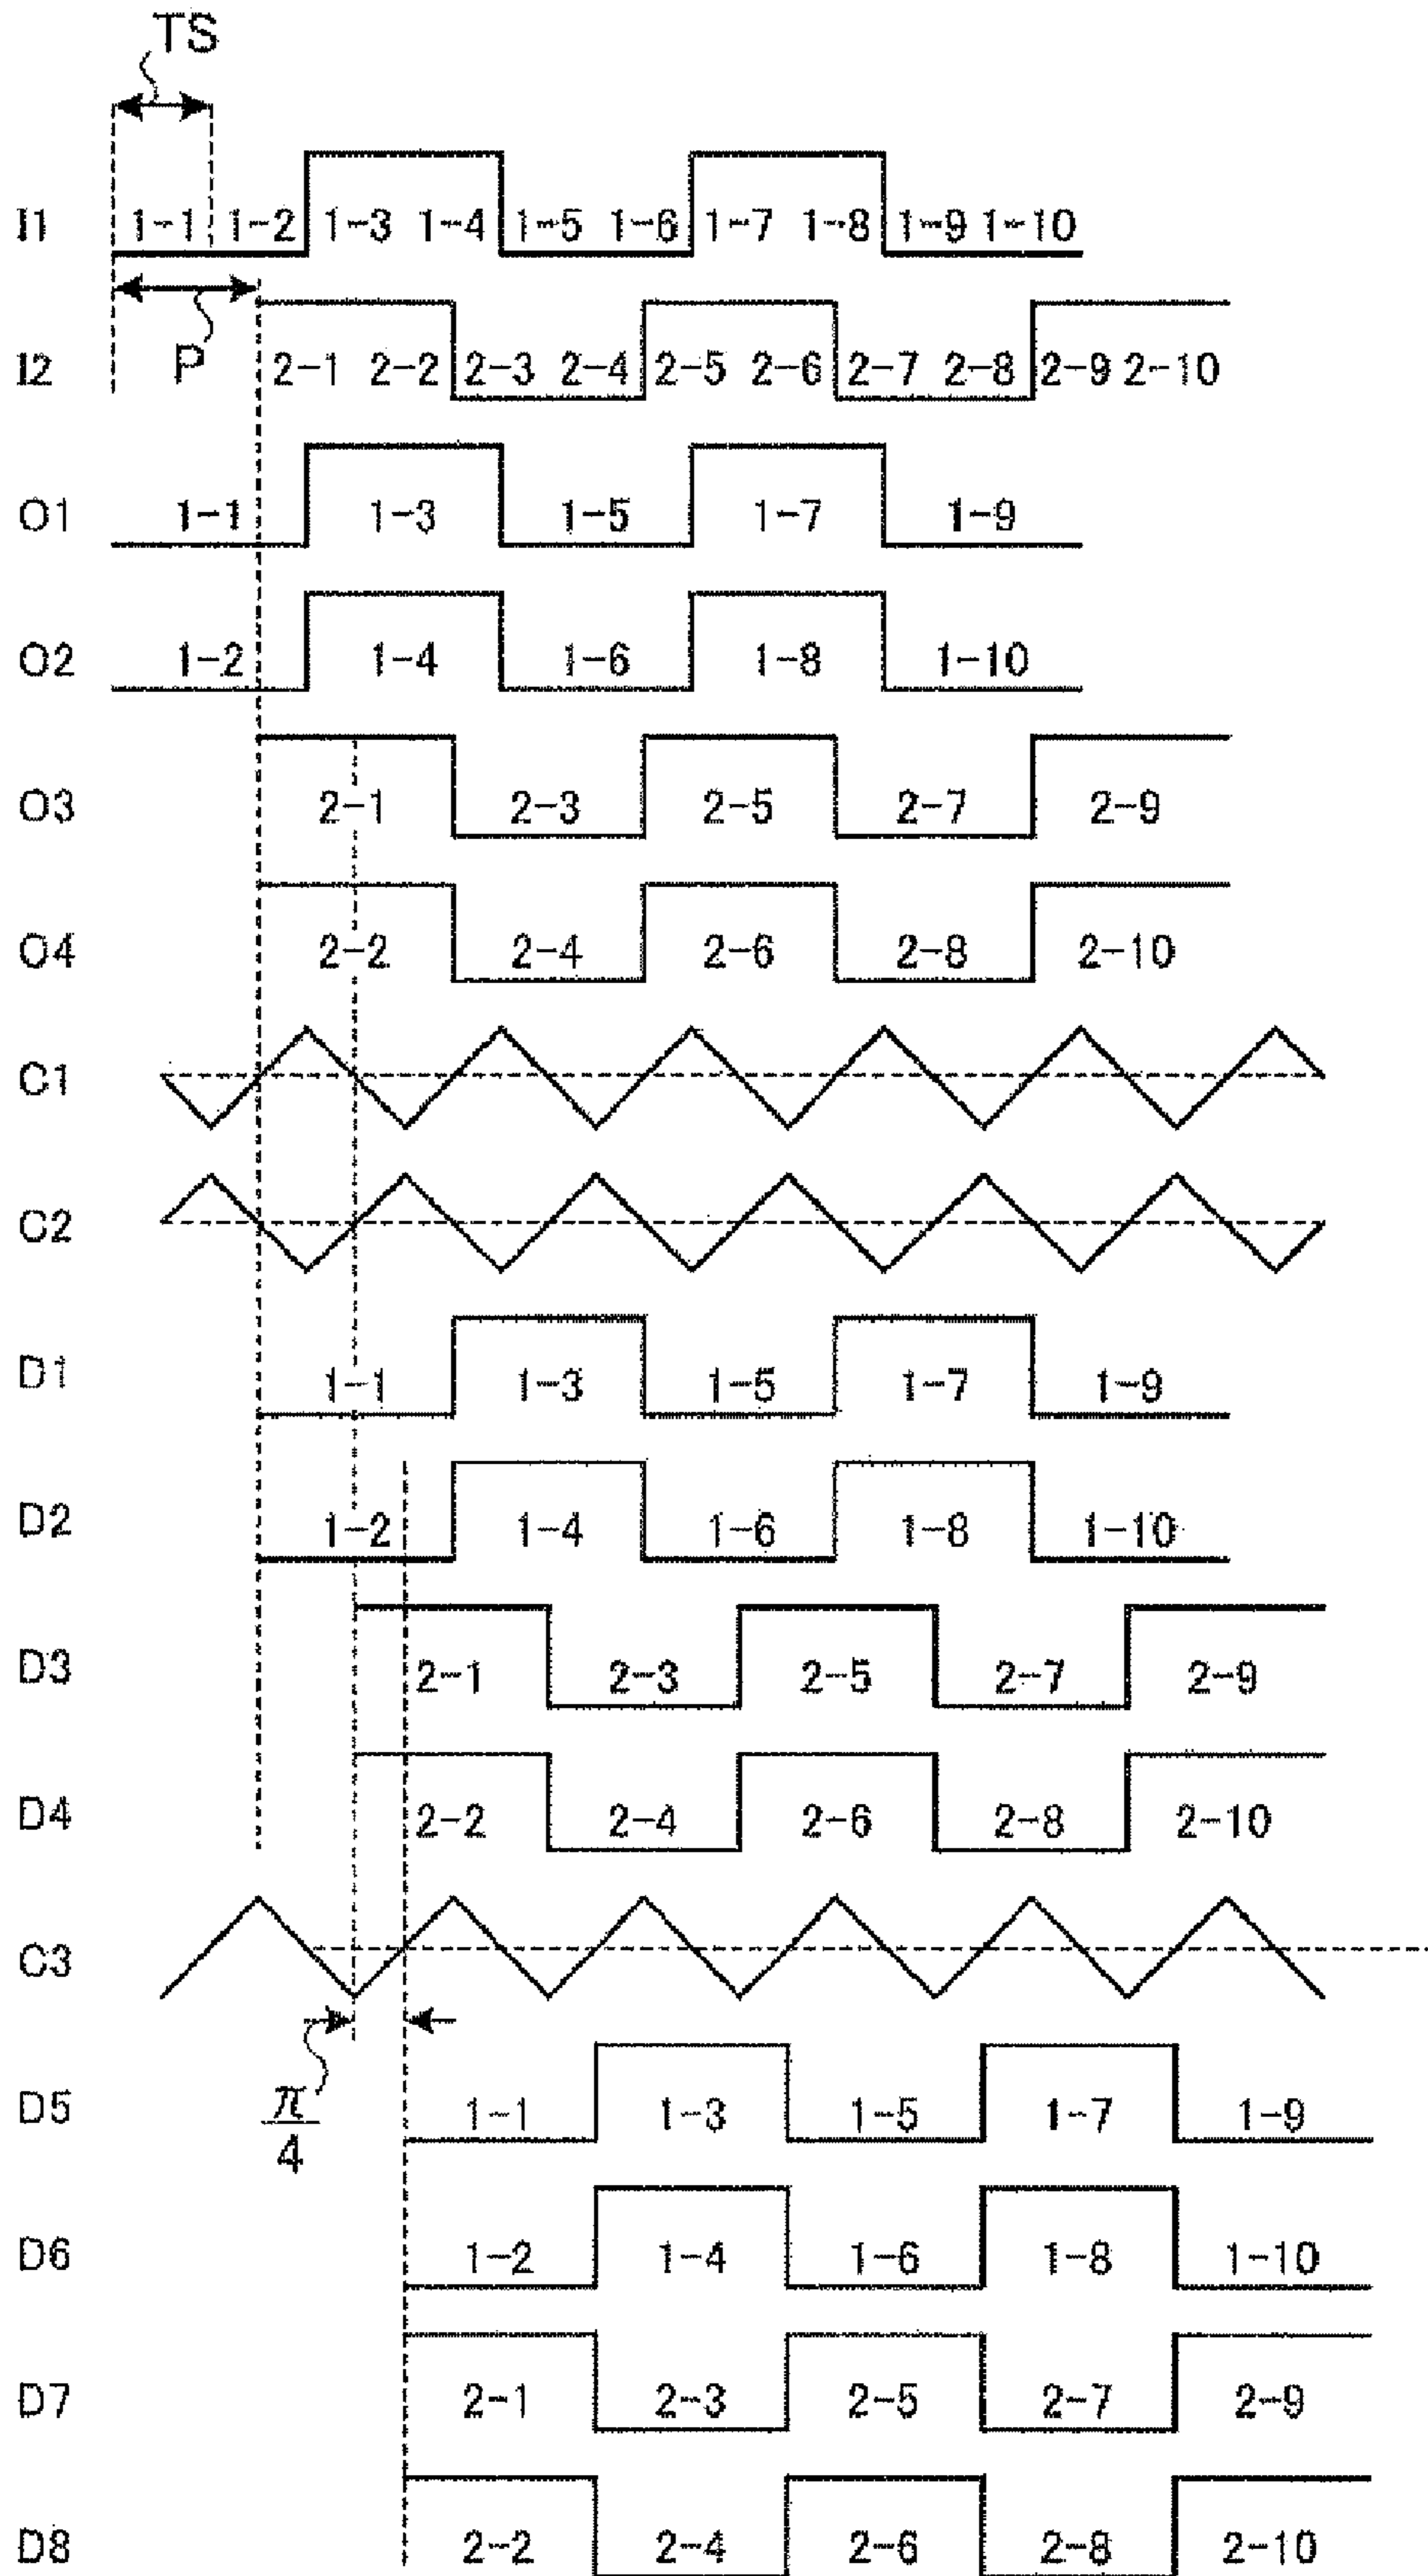 TS
I1 1-1 1-2 1-3 1-4 1-5 1-6 1-7 1-8 1-9 1-10
P
I2 2-1 2-2 2-3 2-4 2-5 2-6 2-7 2-8 2-9 2-10
O1 1-1 1-3 1-5 1-7 1-9
O2 1-2 1-4 1-6 1-8 1-10
O3 2-1 2-3 2-5 2-7 2-9
O4 2-2 2-4 2-6 2-8 2-10
C1
C2
D1 1-1 1-3 1-5 1-7 1-9
D2 1-2 1-4 1-6 1-8 1-10
D3 2-1 2-3 2-5 2-7 2-9
D4 2-2 2-4 2-6 2-8 2-10
C3
π
4
D5 1-1 1-3 1-5 1-7 1-9
D6 1-2 1-4 1-6 1-8 1-10
D7 2-1 2-3 2-5 2-7 2-9
D8 2-2 2-4 2-6 2-8 2-10